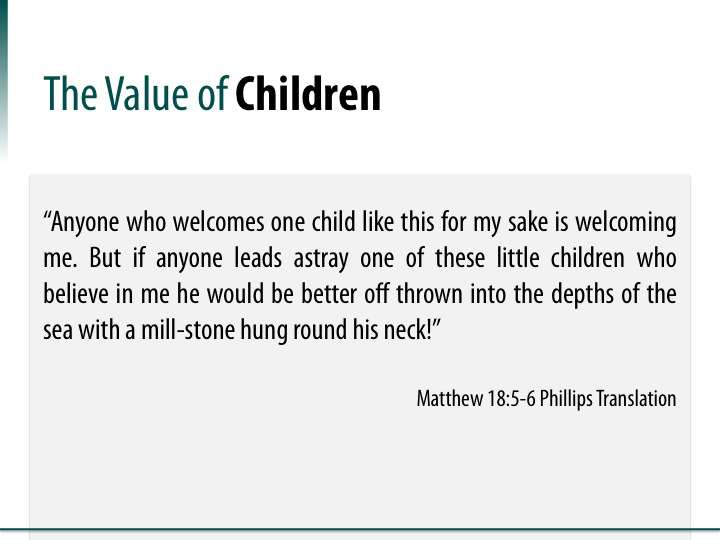 The Value of Children
“Anyone who welcomes one child like this for my sake is welcoming
me. But if anyone leads astray one of these little children who
believe in me he would be better off thrown into the depths of the
sea with a mill-stone hung round his neck!”
Matthew 18:5-6 Phillips Translation